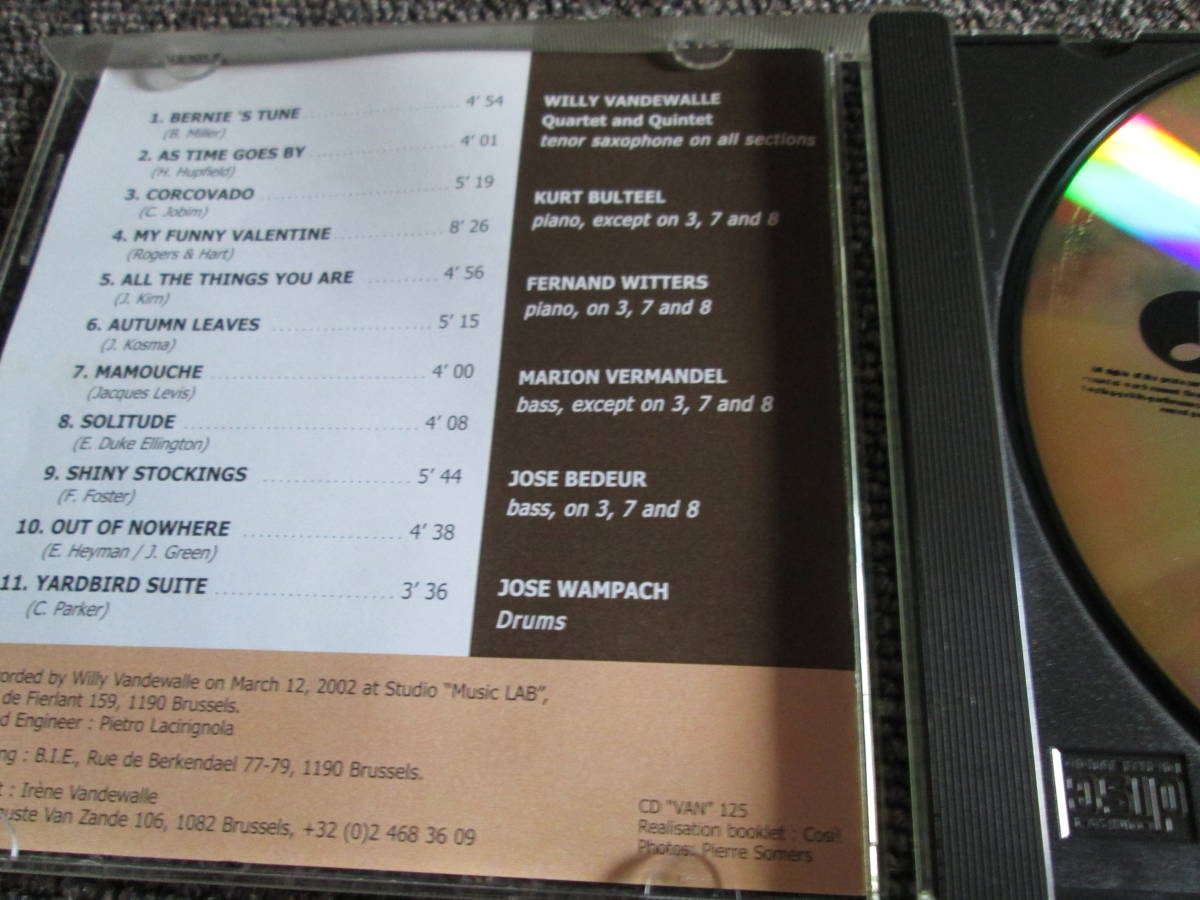 1. BERNIE 'S TUNE 4' 54
(B. Miller)
2. AS TIME GOES BY 4' 01
(H. Hupfield)
3. CORCOVADO 5' 19
(C. Jobim)
4. MY FUNNY VALENTINE 8' 26
(Rogers & Hart)
5. ALL THE THINGS YOU ARE 4' 56
(J. Kim)
6. AUTUMN LEAVES 5' 15
(J. Kosma)
7. MAMOUCHE 4' 00
(Jacques Levis)
8. SOLITUDE 4' 08
(E. Duke Ellington)
9. SHINY STOCKINGS 5' 44
(F. Foster)
10. OUT OF NOWHERE 4' 38
(E. Heyman / J. Green)
11. YARDBIRD SUITE 3' 36
(C. Parker)
WILLY VANDEWALLE
Quartet and Quintet
tenor saxophone on all sections
KURT BULTEEL
piano, except on 3, 7 and 8
FERNAND WITTERS
piano, on 3, 7 and 8
MARION VERMANDEL
bass, except on 3, 7 and 8
JOSE BEDEUR
bass, on 3, 7 and 8
JOSE WAMPACH
Drums
orded by Willy Vandewalle on March 12, 2002 at Studio "Music LAB",
de Fierlant 159, 1190 Brussels.
d Engineer : Pietro Lacirignola
ng : B.I.E., Rue de Berkendael 77-79, 1190 Brussels.
t : Irène Vandewalle
uste Van Zande 106, 1082 Brussels, +32 (0)2 468 36 09
CD "VAN" 125
Realisation booklet : Cosi!
Photos: Pierre Somers